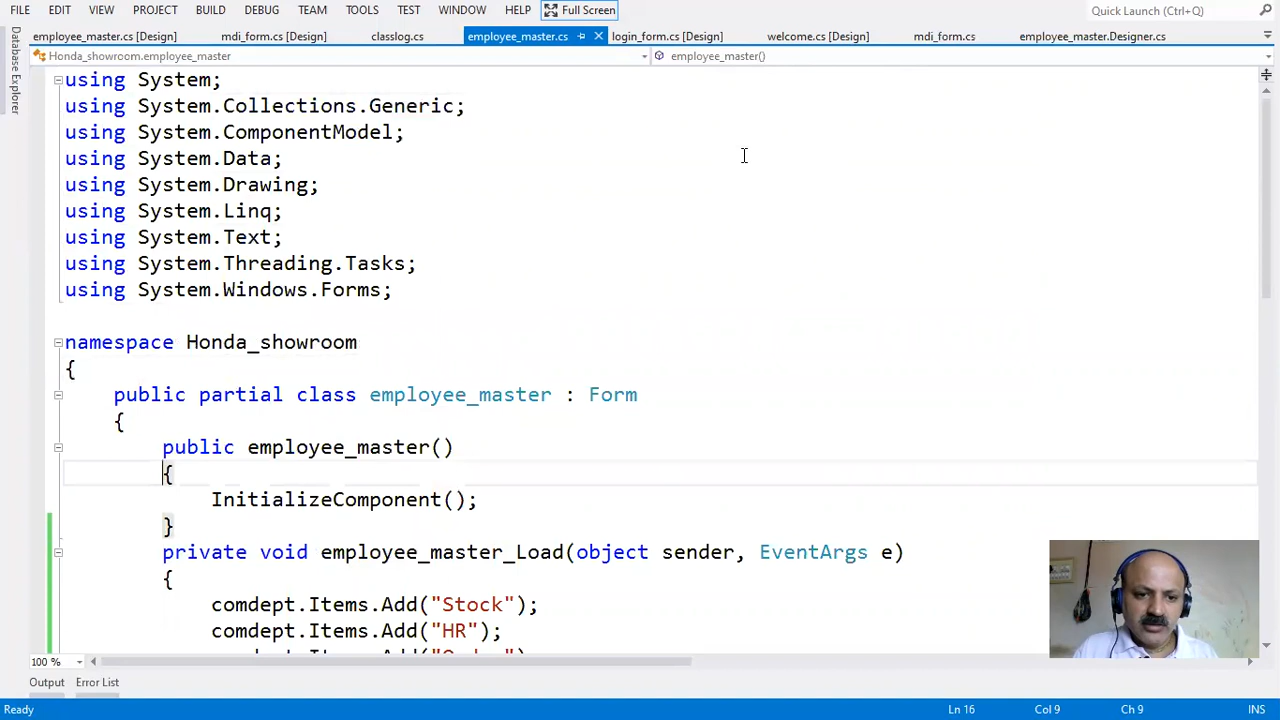 FILE EDIT VIEW PROJECT BUILD DEBUG TEAM TOOLS TEST WINDOW HELP Full Screen Quick Launch (Ctrl+Q)
employee_master.cs [Design] mdi_form.cs [Design] classlog.cs employee_master.cs login_form.cs [Design] welcome.cs [Design] mdi_form.cs employee_master.Designer.cs
Database Explorer
Honda_showroom.employee_master employee_master()
using System;
using System.Collections.Generic;
using System.ComponentModel;
using System.Data;
using System.Drawing;
using System.Linq;
using System.Text;
using System.Threading.Tasks;
using System.Windows.Forms;
namespace Honda_showroom
{
public partial class employee_master : Form
{
public employee_master()
{
InitializeComponent();
}
private void employee_master_Load(object sender, EventArgs e)
{
comdept.Items.Add("Stock");
comdept.Items.Add("HR");
100 %
Output Error List
Ready Ln 16 Col 9 Ch 9 INS